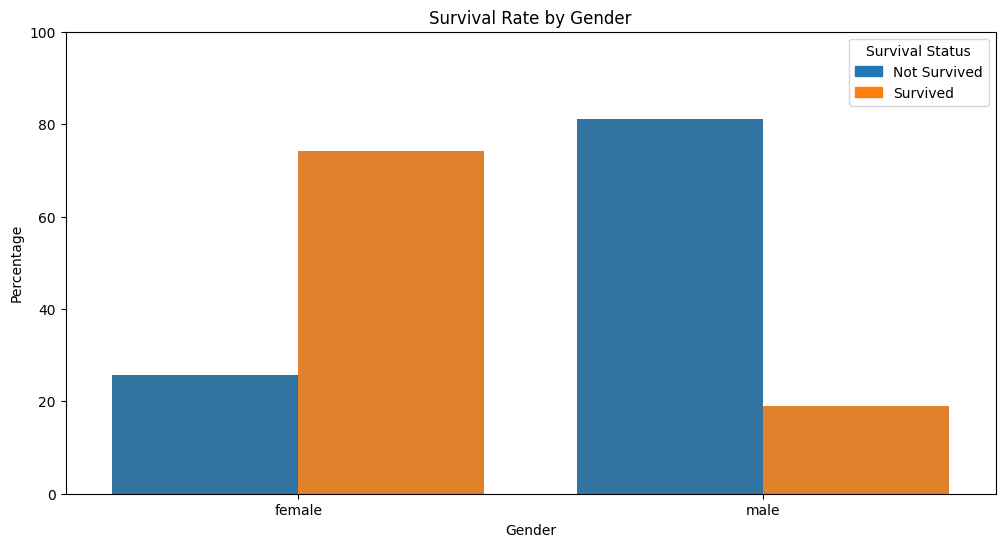 Survival Rate by Gender
Survival Status
Not Survived
Survived
Percentage
100
80
60
40
20
0
female
male
Gender